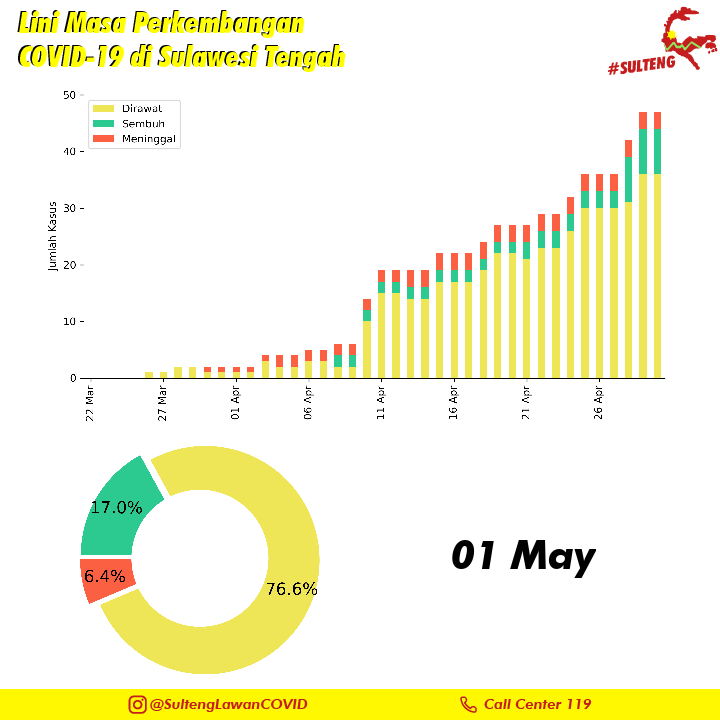 Lini Masa Perkembangan
COVID-19 di Sulawesi Tengah
#SULTENG
50
40
30
20
10
0
Jumlah Kasus
Dirawat
Sembuh
Meninggal
22 Mar
27 Mar
01 Apr
06 Apr
11 Apr
16 Apr
21 Apr
26 Apr
17.0%
6.4%
76.6%
01 May
@SultengLawanCOVID
Call Center 119